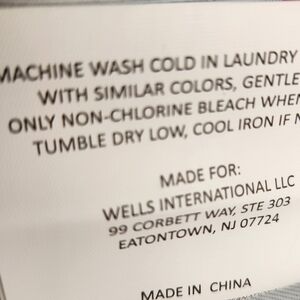 MACHINE WASH COLD IN LAUNDRY
WITH SIMILAR COLORS, GENTLE
ONLY NON-CHLORINE BLEACH WHEN
TUMBLE DRY LOW, COOL IRON IF
MADE FOR:
WELLS INTERNATIONAL LLC
99 CORBETT WAY, STE 303
EATONTOWN, NJ 07724
MADE IN CHINA